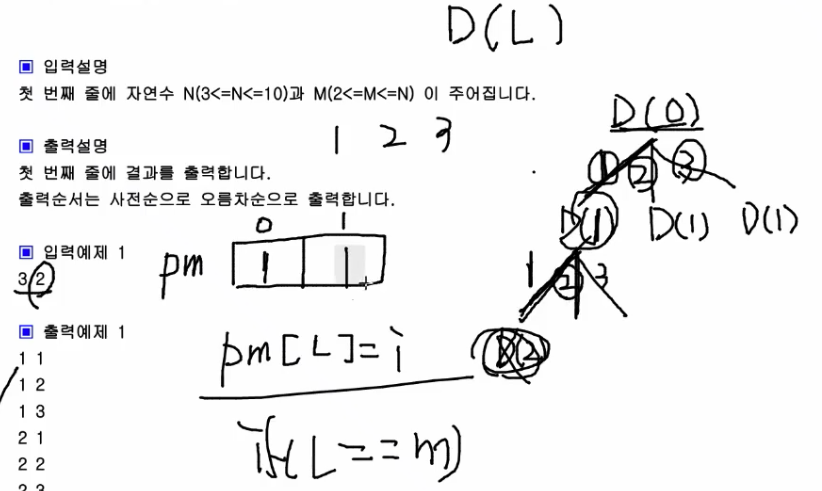 D(L)
▣ 입력설명
첫 번째 줄에 자연수 N(3<=N<=10)과 M(2<=M<=N) 이 주어집니다.
▣ 출력설명
첫 번째 줄에 결과를 출력합니다.
출력순서는 사전순으로 오름차순으로 출력합니다.
1 2 3
▣ 입력예제 1
3 2
▣ 출력예제 1
1 1
1 2
1 3
2 1
2 2
2 3
0 1
pm 1 1
pm[L]=i
if(L==m)
D(0)
1 2 3
D(1) D(1) D(1)
1 2 3
D(2)